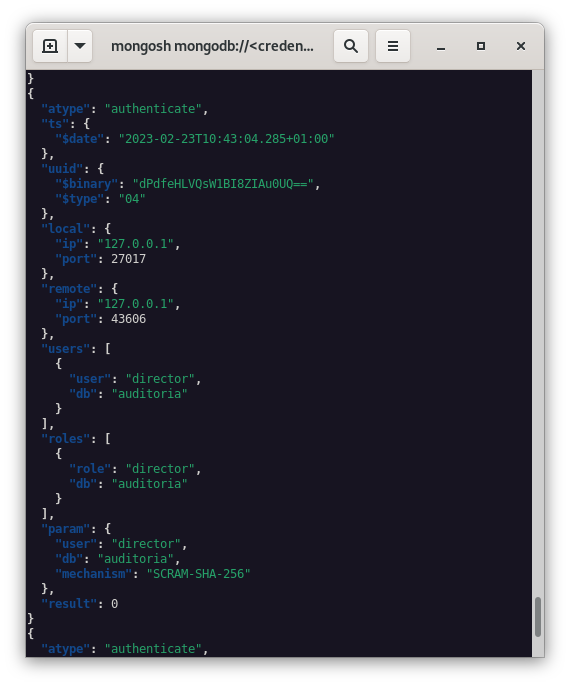 mongosh mongodb://<creden...
}
{
  "atype": "authenticate",
  "ts": {
    "$date": "2023-02-23T10:43:04.285+01:00"
  },
  "uuid": {
    "$binary": "dPdfeHLVQsW1BI8ZIAu0UQ==",
    "$type": "04"
  },
  "local": {
    "ip": "127.0.0.1",
    "port": 27017
  },
  "remote": {
    "ip": "127.0.0.1",
    "port": 43606
  },
  "users": [
    {
      "user": "director",
      "db": "auditoria"
    }
  ],
  "roles": [
    {
      "role": "director",
      "db": "auditoria"
    }
  ],
  "param": {
    "user": "director",
    "db": "auditoria",
    "mechanism": "SCRAM-SHA-256"
  },
  "result": 0
}
{
  "atype": "authenticate",